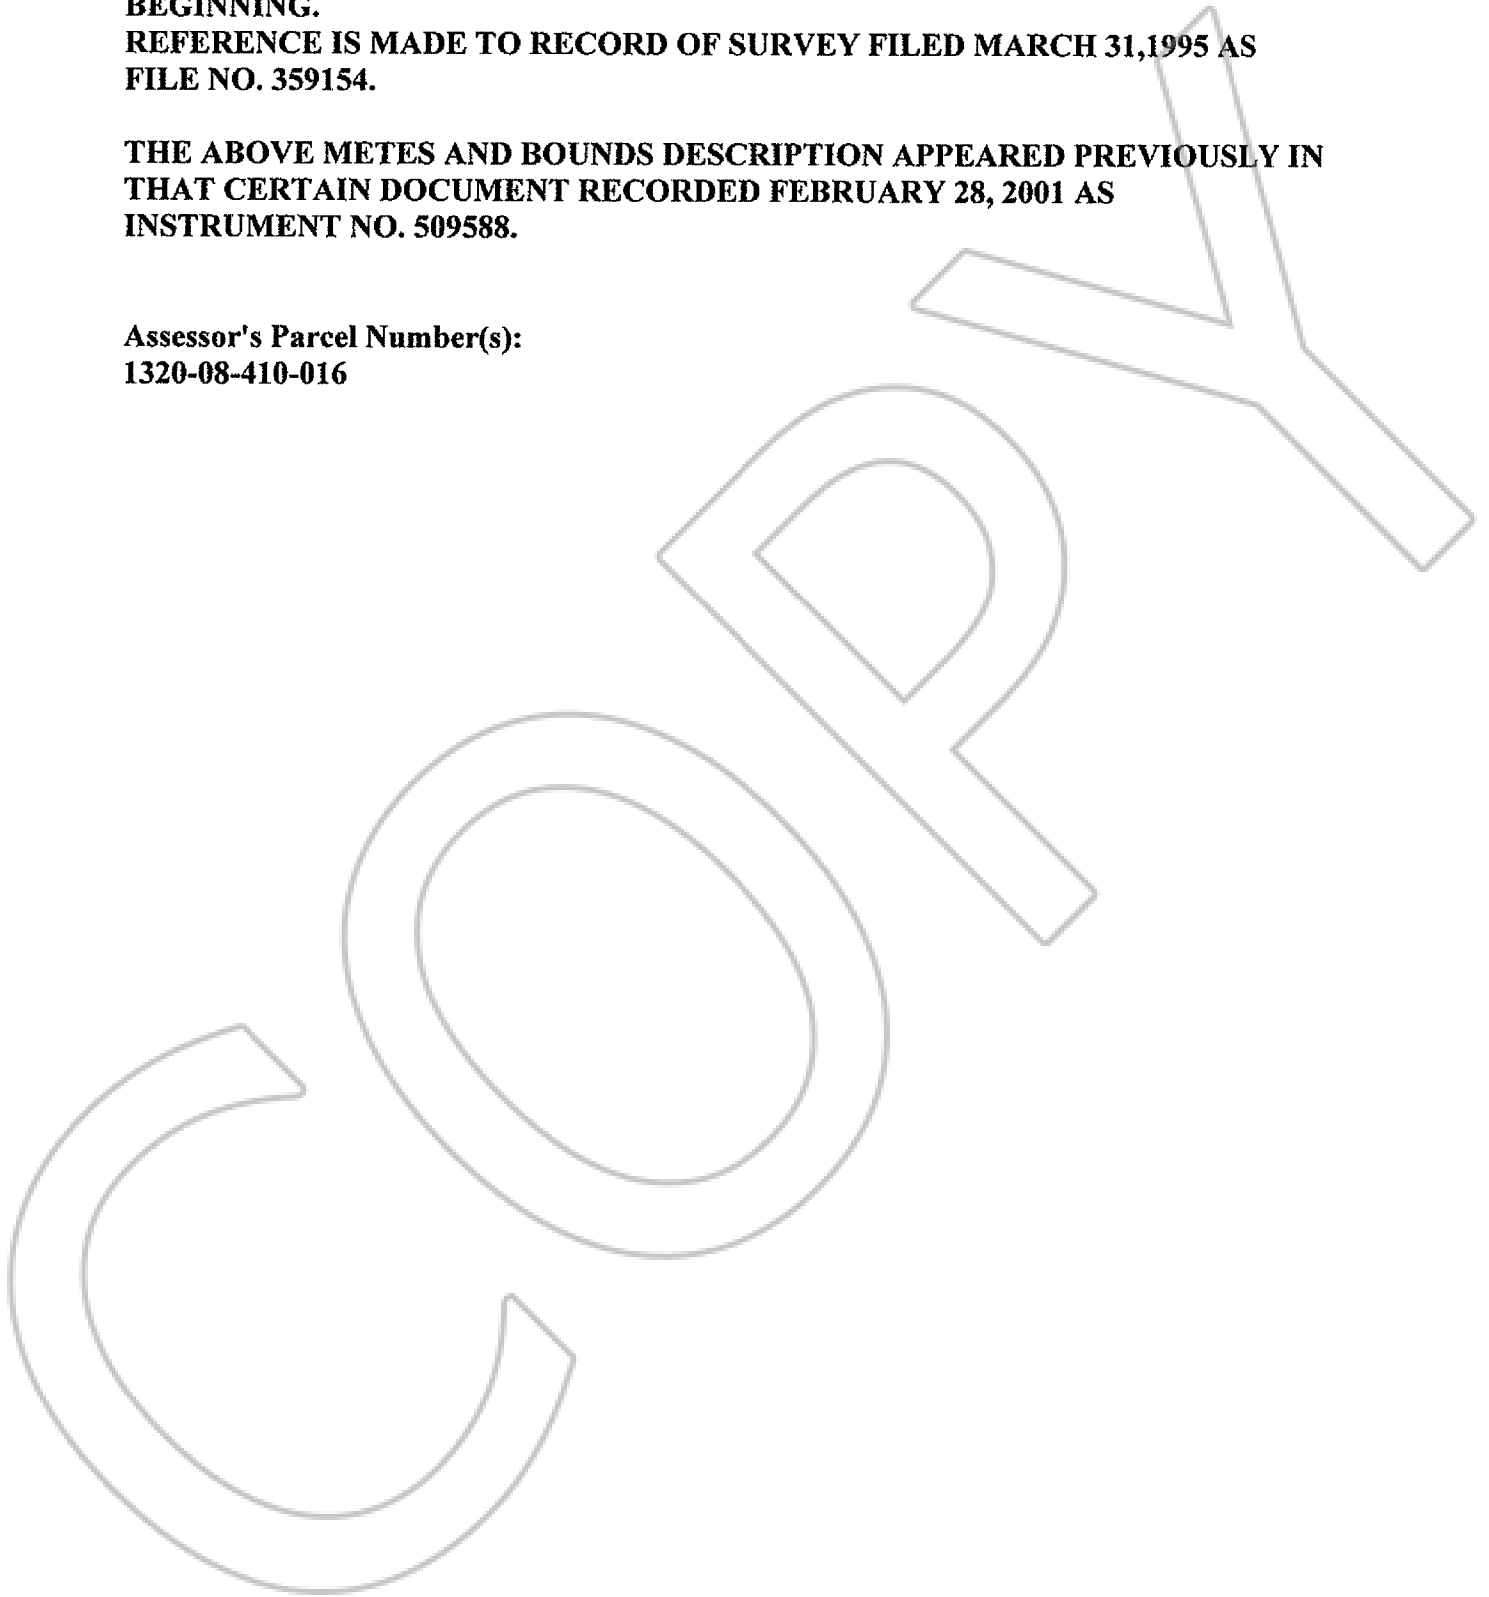 BEGINNING.
REFERENCE IS MADE TO RECORD OF SURVEY FILED MARCH 31,1995 AS
FILE NO. 359154.
THE ABOVE METES AND BOUNDS DESCRIPTION APPEARED PREVIOUSLY IN
THAT CERTAIN DOCUMENT RECORDED FEBRUARY 28, 2001 AS
INSTRUMENT NO. 509588.
Assessor's Parcel Number(s):
1320-08-410-016
COPY